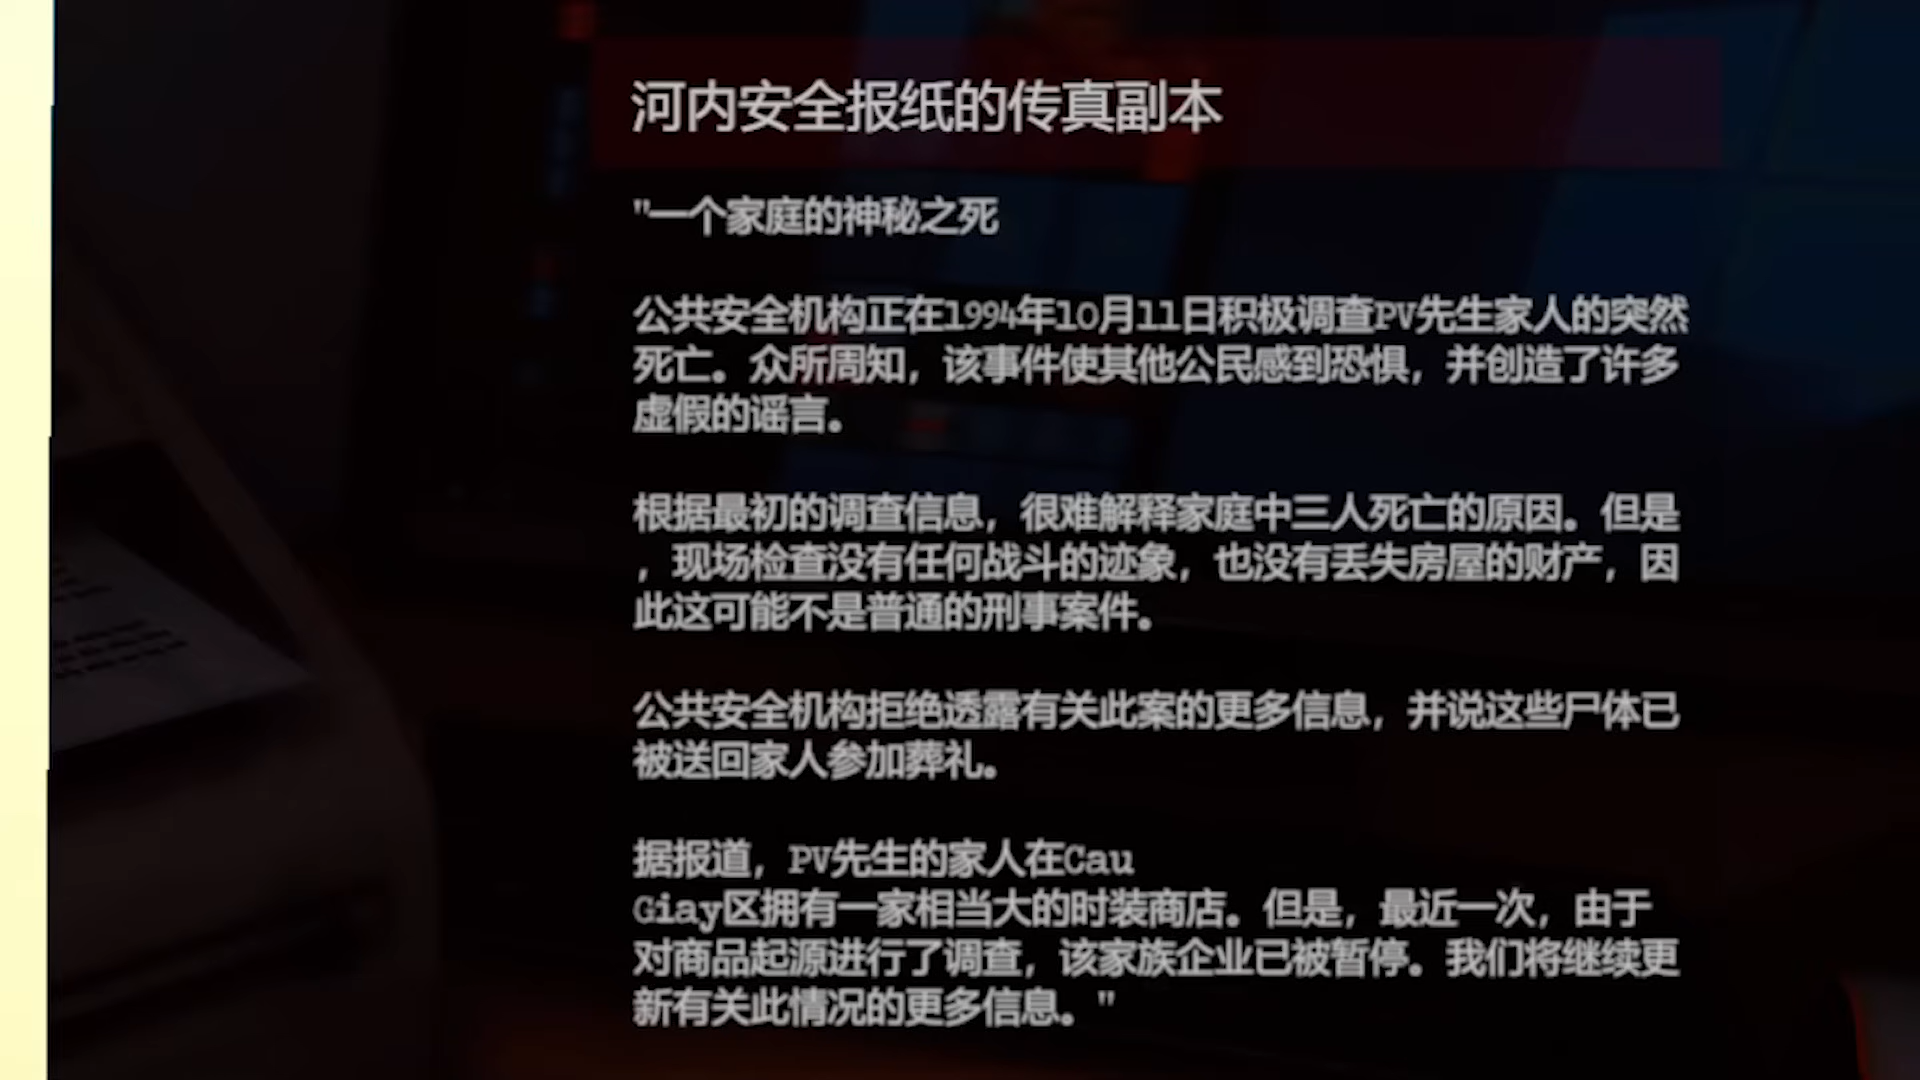 河内安全报纸的传真副本
"一个家庭的神秘之死
公共安全机构正在1994年10月11日积极调查PV先生家人的突然
死亡。众所周知，该事件使其他公民感到恐惧，并创造了许多
虚假的谣言。
根据最初的调查信息，很难解释家庭中三人死亡的原因。但是
，现场检查没有任何战斗的迹象，也没有丢失房屋的财产，因
此这可能不是普通的刑事案件。
公共安全机构拒绝透露有关此案的更多信息，并说这些尸体已
被送回家人参加葬礼。
据报道，PV先生的家人在Cau
Giay区拥有一家相当大的时装商店。但是，最近一次，由于
对商品起源进行了调查，该家族企业已被暂停。我们将继续更
新有关此情况的更多信息。"